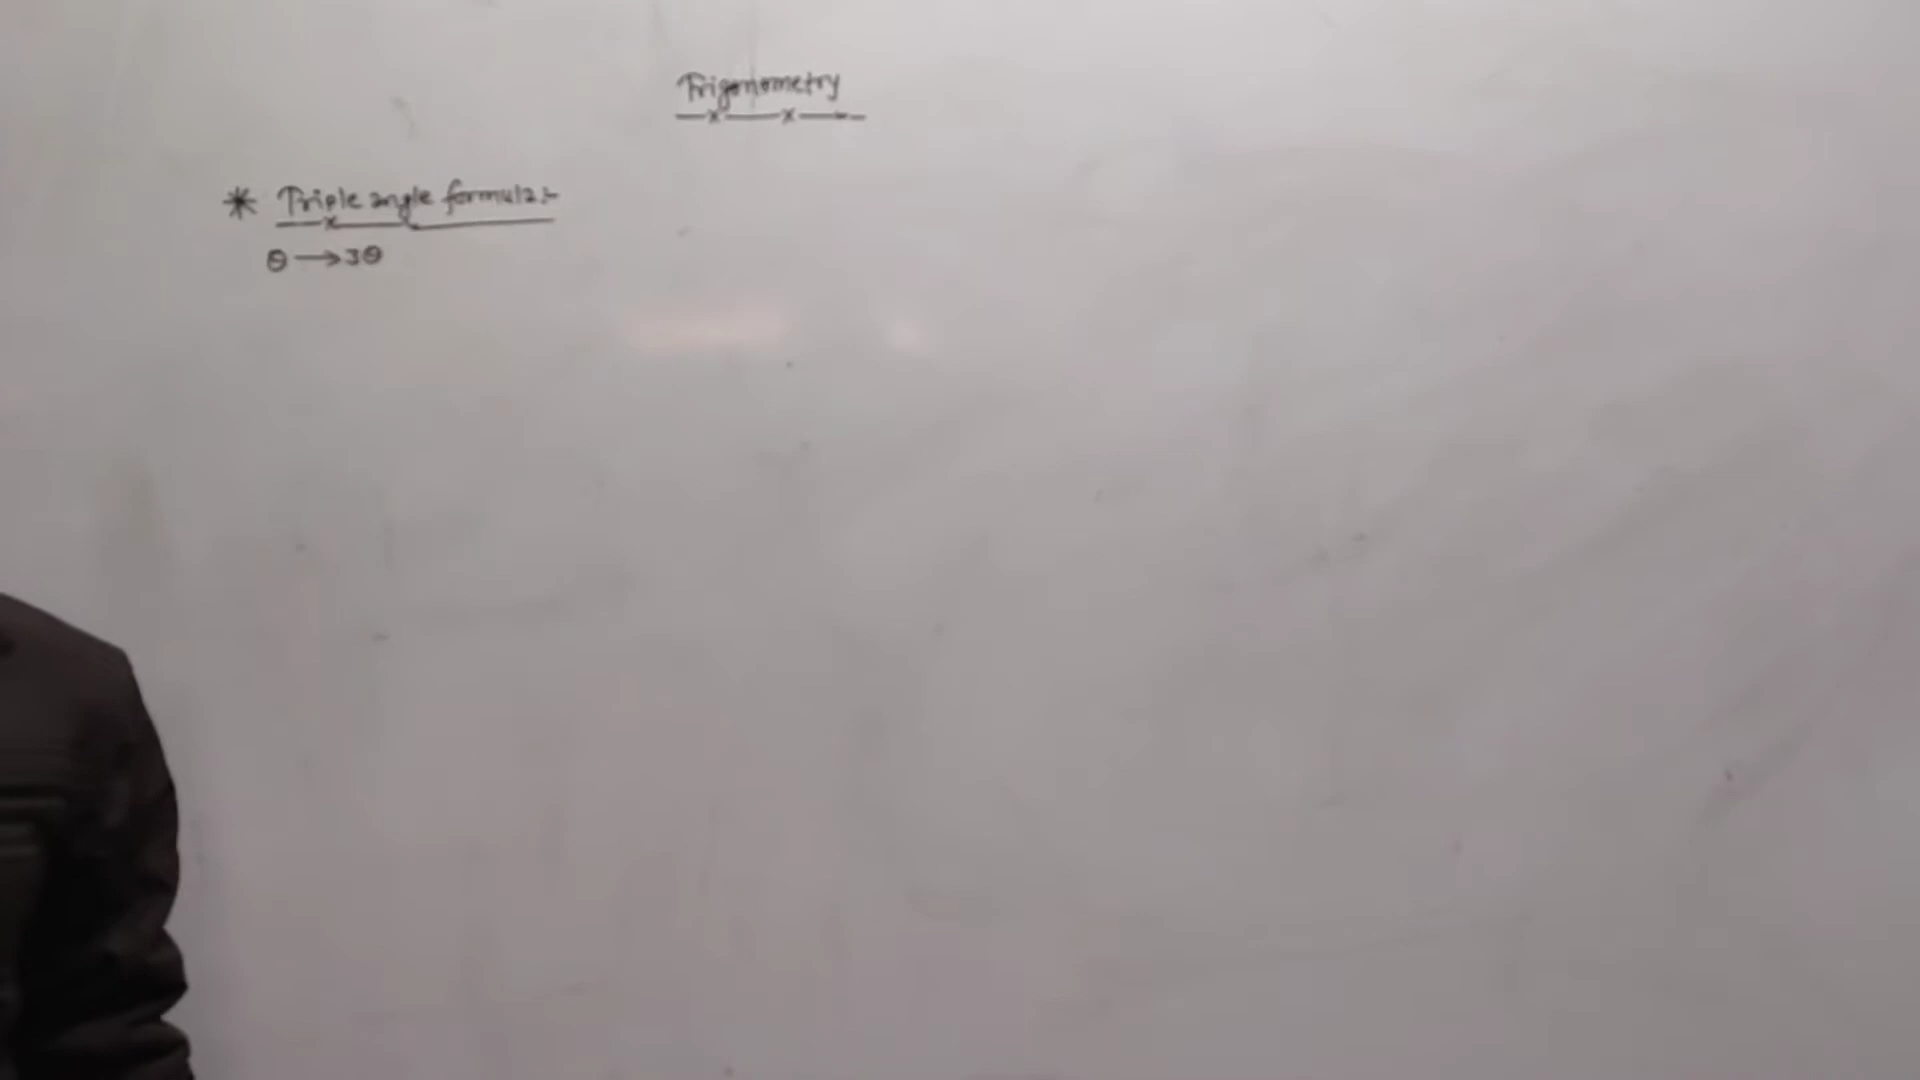 Trigonometry
* Triple angle formula:-
θ → 3θ